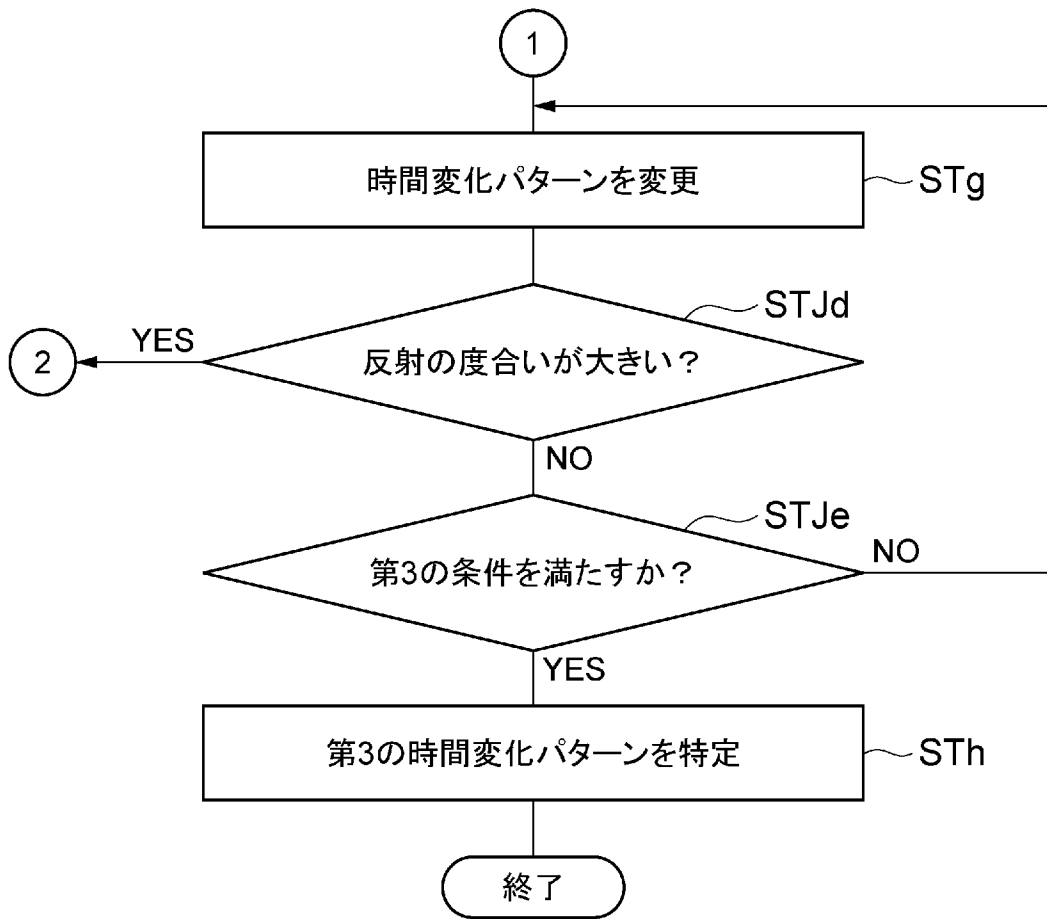 1
時間変化パターンを変更
STg
STJd
YES
2
反射の度合いが大きい？
NO
STJe
第3の条件を満たすか？
NO
YES
第3の時間変化パターンを特定
STh
終了